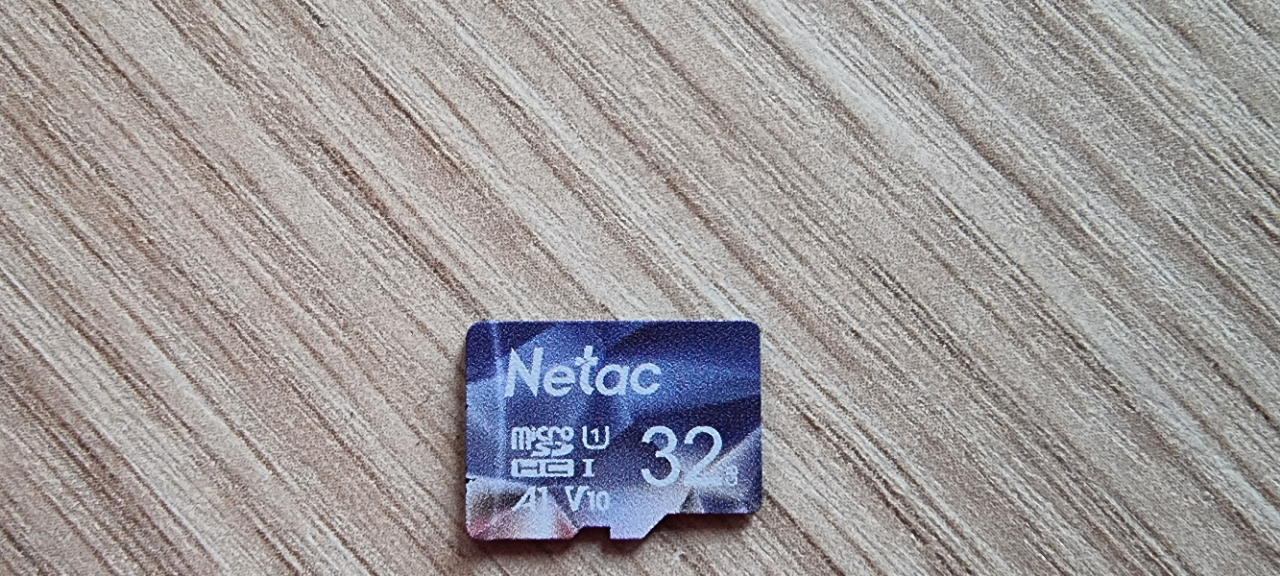 Netac
micro SD HC U1 I
A1 V10
32GB